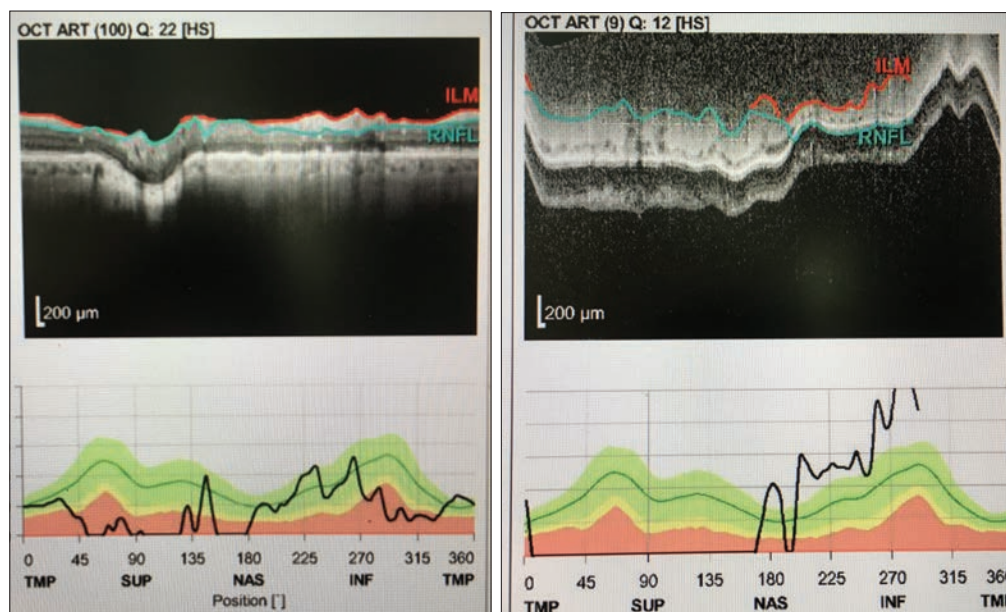 OCT ART (100) Q: 22 [HS]
ILM
RNFL
200 µm
0 45 90 135 180 225 270 315 360
TMP SUP NAS INF TMP
Position [°]
OCT ART (9) Q: 12 [HS]
ILM
RNFL
200 µm
0 45 90 135 180 225 270 315 36
TMP SUP NAS INF TM